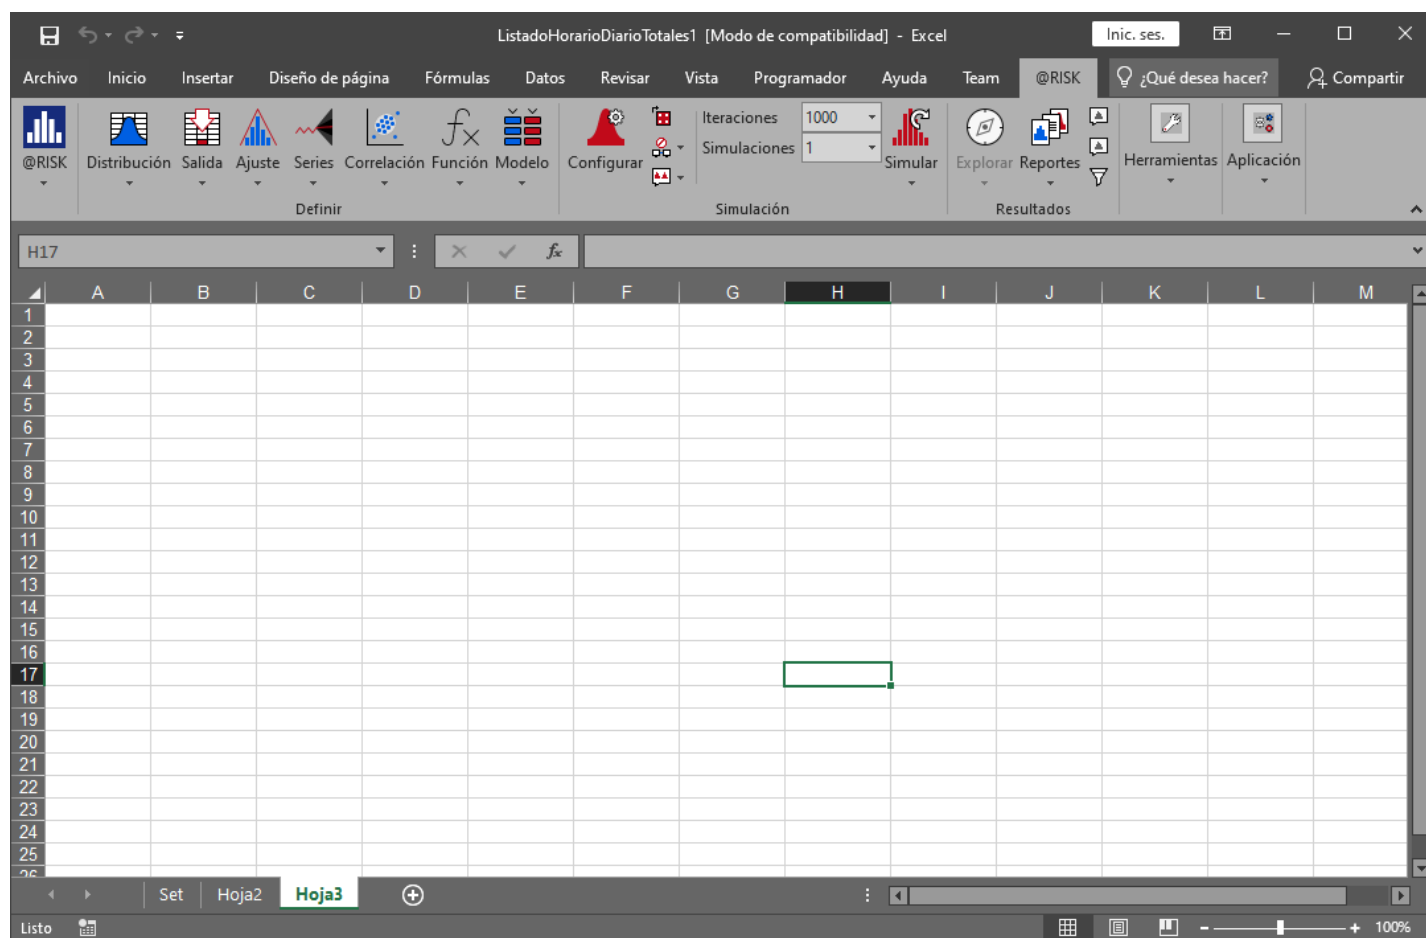 ListadoHorarioDiarioTotales1 [Modo de compatibilidad] - Excel
Inic. ses.
Archivo Inicio Insertar Diseño de página Fórmulas Datos Revisar Vista Programador Ayuda Team @RISK ¿Qué desea hacer? Compartir
Iteraciones 1000
Simulaciones 1
@RISK Distribución Salida Ajuste Series Correlación Función Modelo Configurar Simular Explorar Reportes Herramientas Aplicación
Definir Simulación Resultados
H17 fx
A B C D E F G H I J K L M
1
2
3
4
5
6
7
8
9
10
11
12
13
14
15
16
17
18
19
20
21
22
23
24
25
26
Set Hoja2 Hoja3
Listo 100%